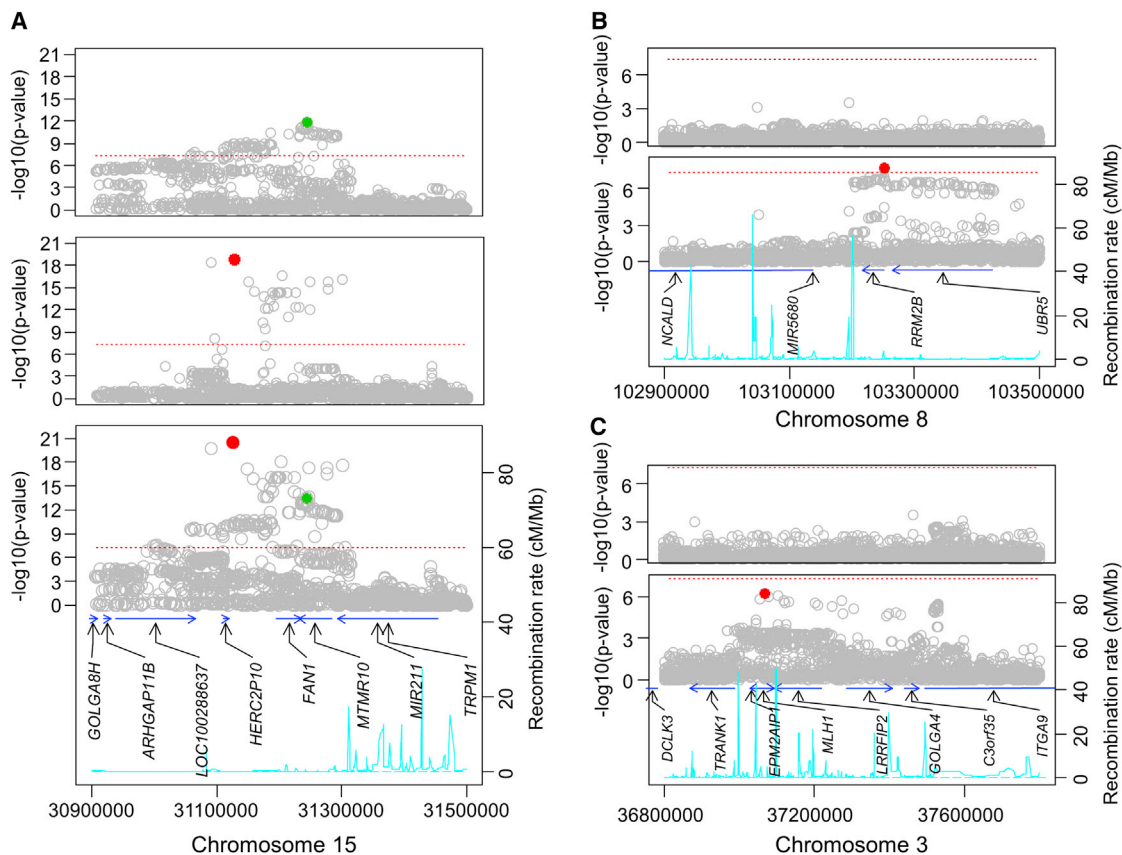 A
-log10(p-value)
21
18
15
12
9
6
3
0
-log10(p-value)
21
18
15
12
9
6
3
0
-log10(p-value)
21
18
15
12
9
6
3
0
Recombination rate (cM/Mb)
80
60
40
20
0
GOLGA8H
ARHGAP11B
LOC100288637
HERC2P10
FAN1
MTMR10
MIR211
TRPM1
30900000 31100000 31300000 31500000
Chromosome 15
B
-log10(p-value)
6
3
0
-log10(p-value)
6
3
0
Recombination rate (cM/Mb)
80
60
40
20
0
NCALD
MIR5680
RRM2B
UBR5
102900000 103100000 103300000 103500000
Chromosome 8
C
-log10(p-value)
6
3
0
-log10(p-value)
6
3
0
Recombination rate (cM/Mb)
80
60
40
20
0
DCLK3
TRANK1
EPM2AIP1
MLH1
LRRFIP2
GOLGA4
C3orf35
ITGA9
36800000 37200000 37600000
Chromosome 3